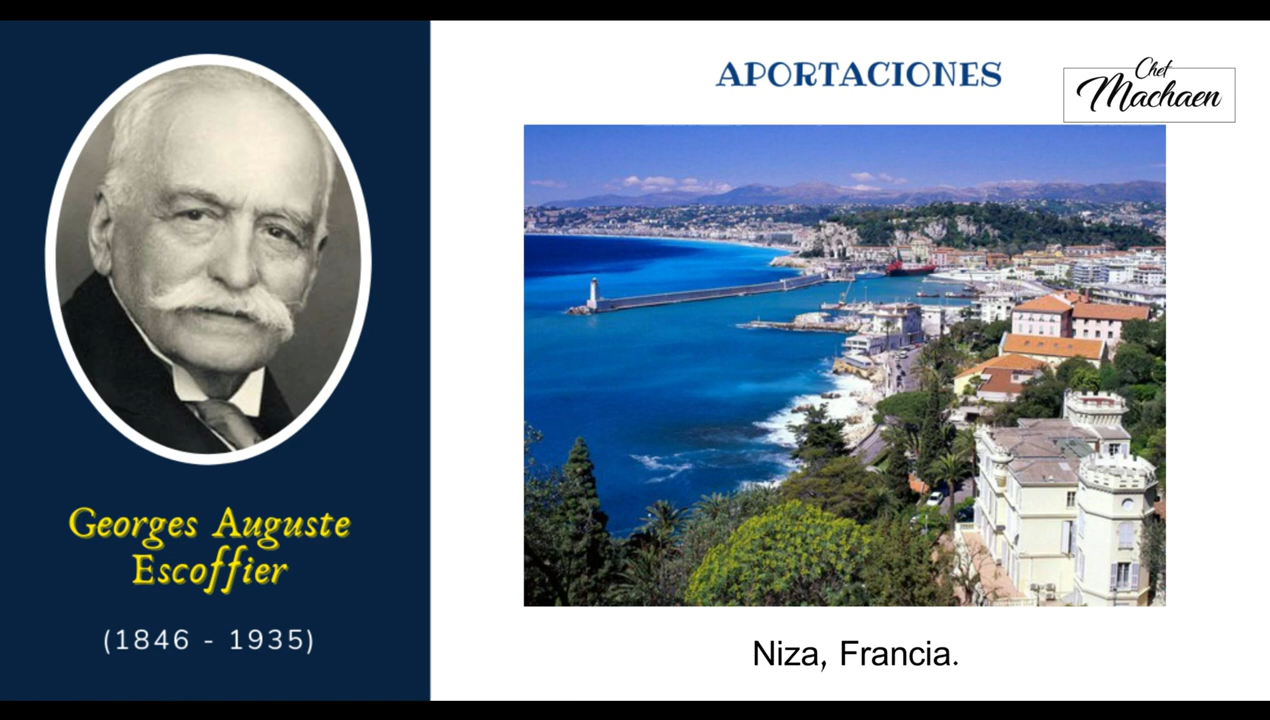 APORTACIONES
Chef
Machaen
Georges Auguste
Escoffier
(1846 - 1935)
Niza, Francia.